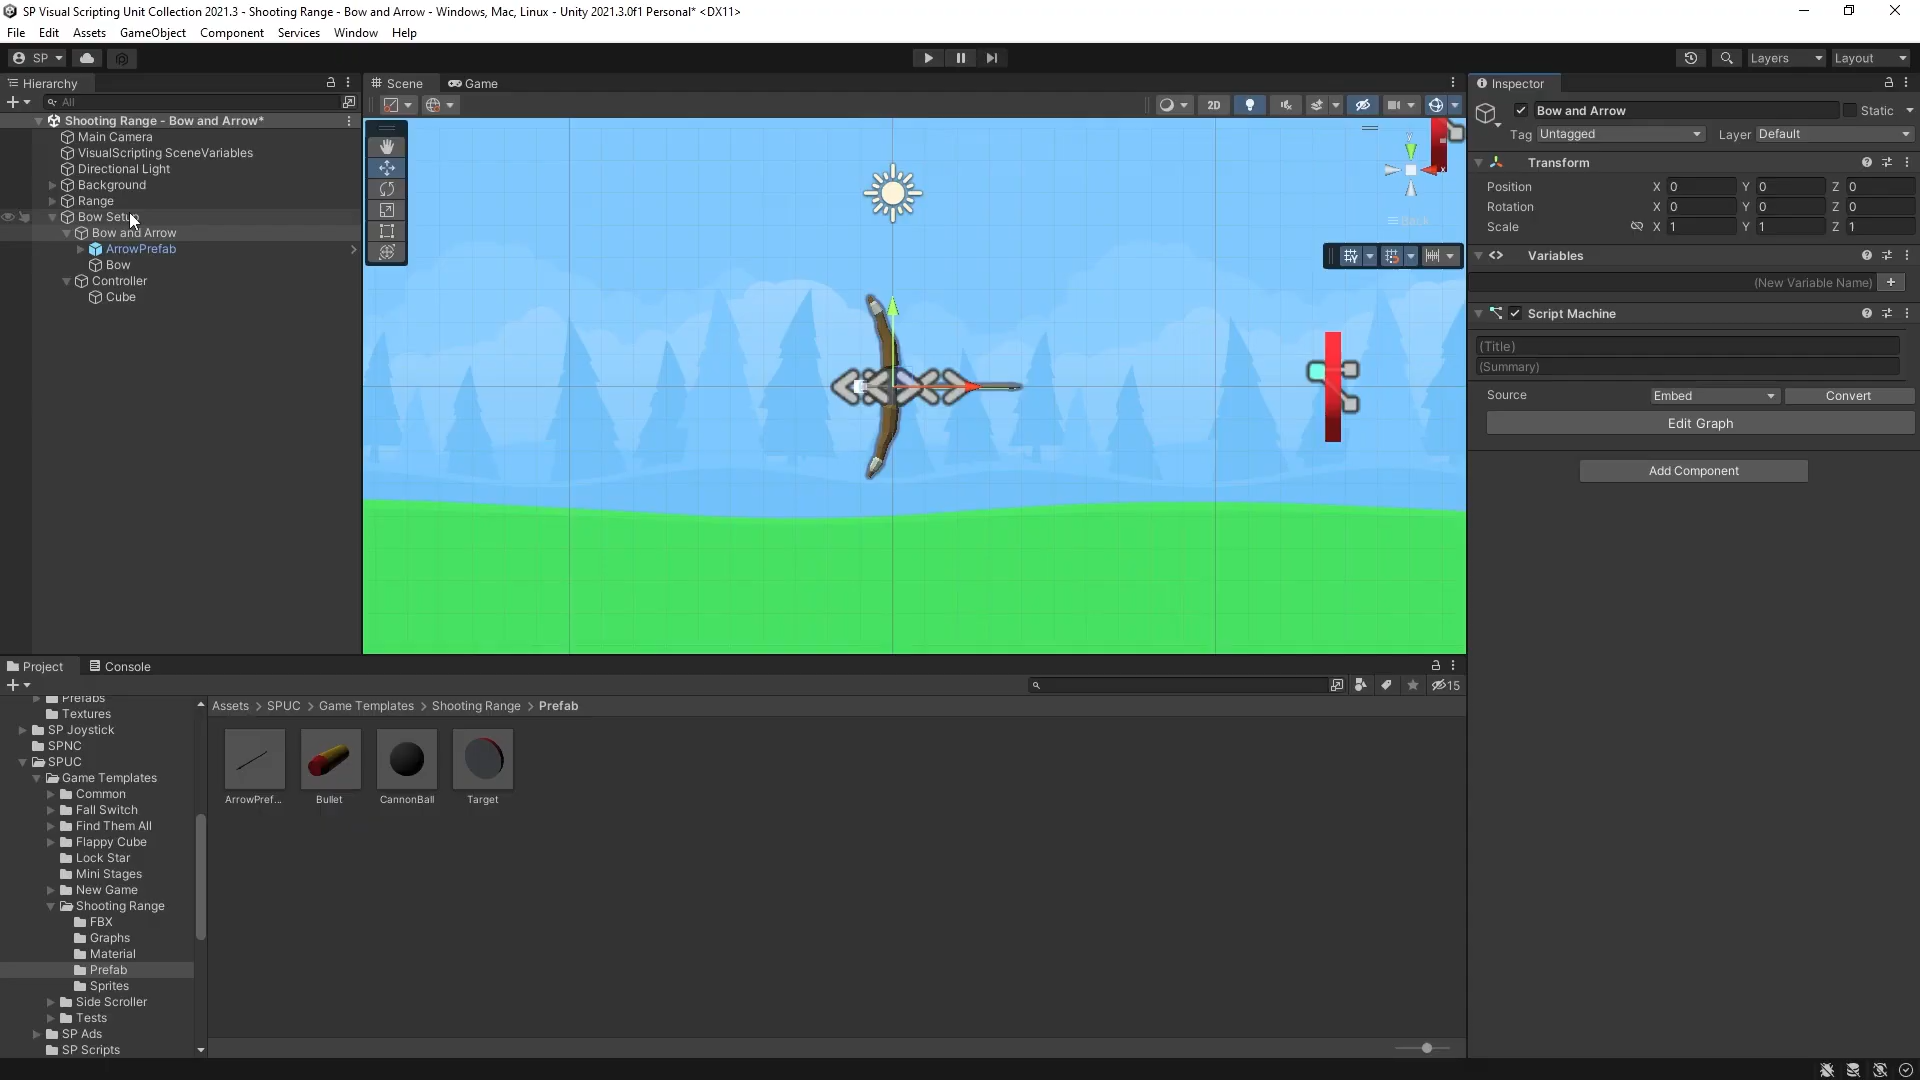 SP Visual Scripting Unit Collection 2021.3 - Shooting Range - Bow and Arrow - Windows, Mac, Linux - Unity 2021.3.0f1 Personal* <DX11>
File Edit Assets GameObject Component Services Window Help
SP Layers Layout
Hierarchy Scene Game Inspector
All
2D
Bow and Arrow Static
Tag Untagged Layer Default
Shooting Range - Bow and Arrow*
Main Camera
VisualScripting SceneVariables
Directional Light
Background
Range
Bow Setup
Bow and Arrow
ArrowPrefab
Bow
Controller
Cube
y
x
Back
Transform
Position X 0 Y 0 Z 0
Rotation X 0 Y 0 Z 0
Scale X 1 Y 1 Z 1
Variables
(New Variable Name)
Script Machine
(Title)
(Summary)
Source Embed Convert
Edit Graph
Add Component
Project Console
15
Prefabs
Textures
SP Joystick
SPNC
SPUC
Game Templates
Common
Fall Switch
Find Them All
Flappy Cube
Lock Star
Mini Stages
New Game
Shooting Range
FBX
Graphs
Material
Prefab
Sprites
Side Scroller
Tests
SP Ads
SP Scripts
Assets > SPUC > Game Templates > Shooting Range > Prefab
ArrowPref... Bullet CannonBall Target